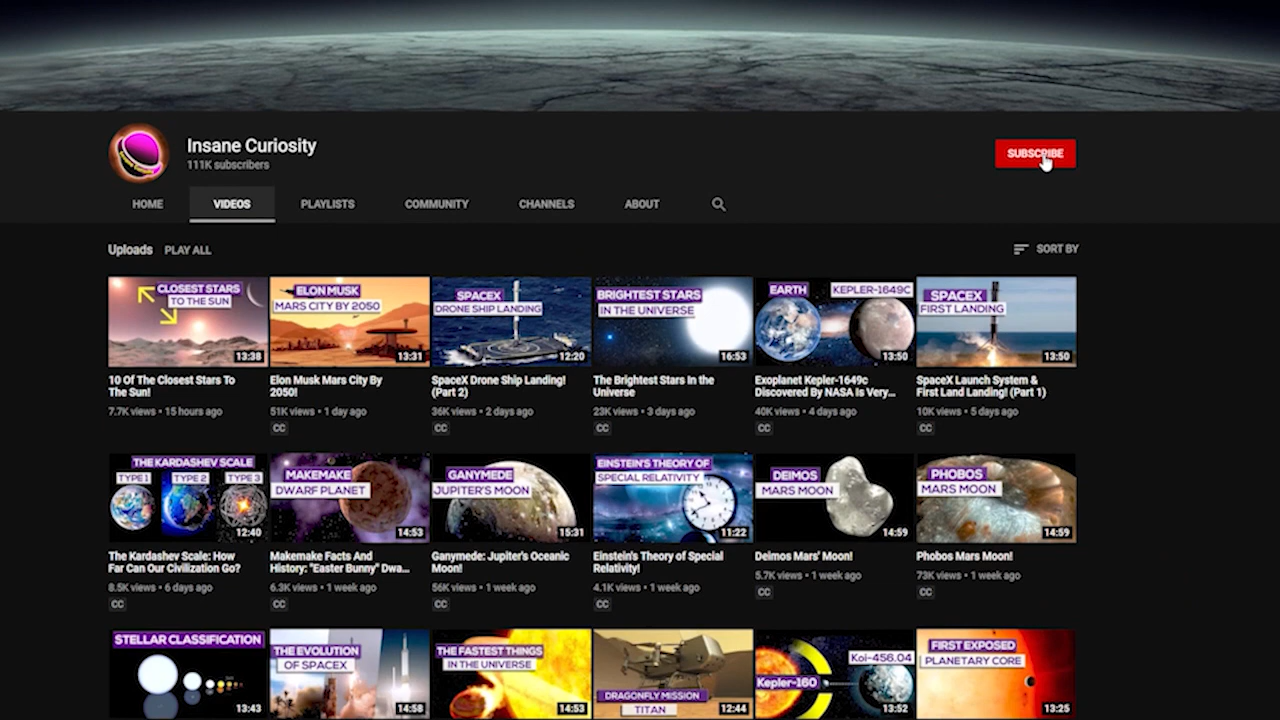 Insane Curiosity
111K subscribers
SUBSCRIBE
HOME
VIDEOS
PLAYLISTS
COMMUNITY
CHANNELS
ABOUT
Uploads
PLAY ALL
SORT BY
CLOSEST STARS
TO THE SUN
13:38
ELON MUSK
MARS CITY BY 2050
13:31
SPACEX
DRONE SHIP LANDING
12:20
BRIGHTEST STARS
IN THE UNIVERSE
16:53
EARTH
KEPLER-1649C
13:50
SPACEX
FIRST LANDING
13:50
10 Of The Closest Stars To
The Sun!
7.7K views • 15 hours ago
Elon Musk Mars City By
2050!
51K views • 1 day ago
CC
SpaceX Drone Ship Landing!
(Part 2)
36K views • 2 days ago
CC
The Brightest Stars In the
Universe
23K views • 3 days ago
CC
Exoplanet Kepler-1649c
Discovered By NASA Is Very...
40K views • 4 days ago
CC
SpaceX Launch System &
First Land Landing! (Part 1)
10K views • 5 days ago
CC
THE KARDASHEV SCALE
TYPE 1
TYPE 2
TYPE 3
12:40
MAKEMAKE
DWARF PLANET
14:53
GANYMEDE
JUPITER'S MOON
15:31
EINSTEIN'S THEORY OF
SPECIAL RELATIVITY
11:22
DEIMOS
MARS MOON
14:59
PHOBOS
MARS MOON
14:59
The Kardashev Scale: How
Far Can Our Civilization Go?
8.5K views • 6 days ago
CC
Makemake Facts And
History: "Easter Bunny" Dwa...
6.3K views • 1 week ago
CC
Ganymede: Jupiter's Oceanic
Moon!
56K views • 1 week ago
CC
Einstein's Theory of Special
Relativity!
4.1K views • 1 week ago
CC
Deimos Mars' Moon!
5.7K views • 1 week ago
CC
Phobos Mars Moon!
73K views • 1 week ago
CC
STELLAR CLASSIFICATION
13:43
THE EVOLUTION
OF SPACEX
14:58
THE FASTEST THINGS
IN THE UNIVERSE
14:53
DRAGONFLY MISSION
TITAN
12:44
Kepler-160
Koi-456.04
13:52
FIRST EXPOSED
PLANETARY CORE
13:25